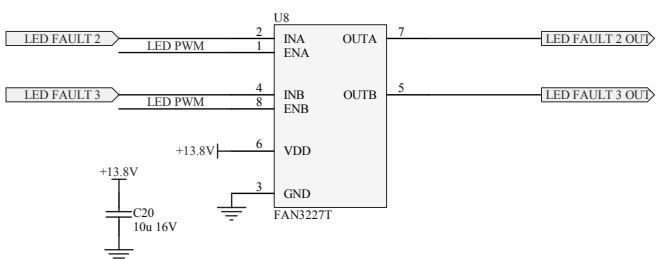 U8
LED FAULT 2 2 INA OUTA 7 LED FAULT 2 OUT
LED PWM 1 ENA
LED FAULT 3 4 INB OUTB 5 LED FAULT 3 OUT
LED PWM 8 ENB
+13.8V 6 VDD
+13.8V
3 GND
C20
FAN3227T
10u 16V